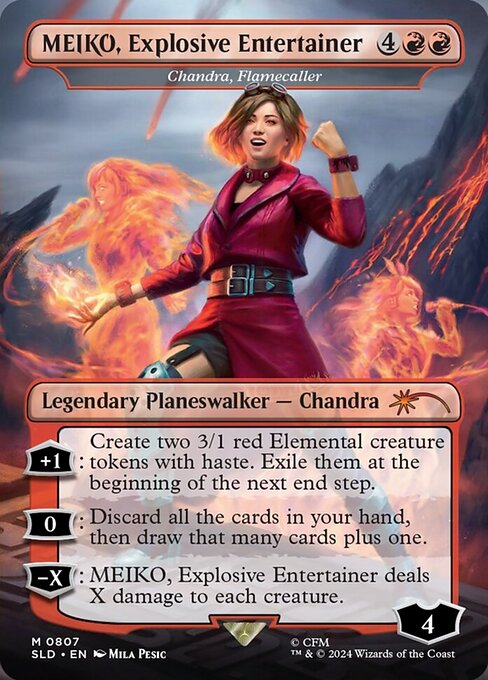 MEIKO, Explosive Entertainer 4
Chandra, Flamecaller
Legendary Planeswalker — Chandra
+1 : Create two 3/1 red Elemental creature
tokens with haste. Exile them at the
beginning of the next end step.
0 : Discard all the cards in your hand,
then draw that many cards plus one.
−X : MEIKO, Explosive Entertainer deals
X damage to each creature.
4
M 0807
SLD • EN Mila Pesic
© CFM
™ & © 2024 Wizards of the Coast